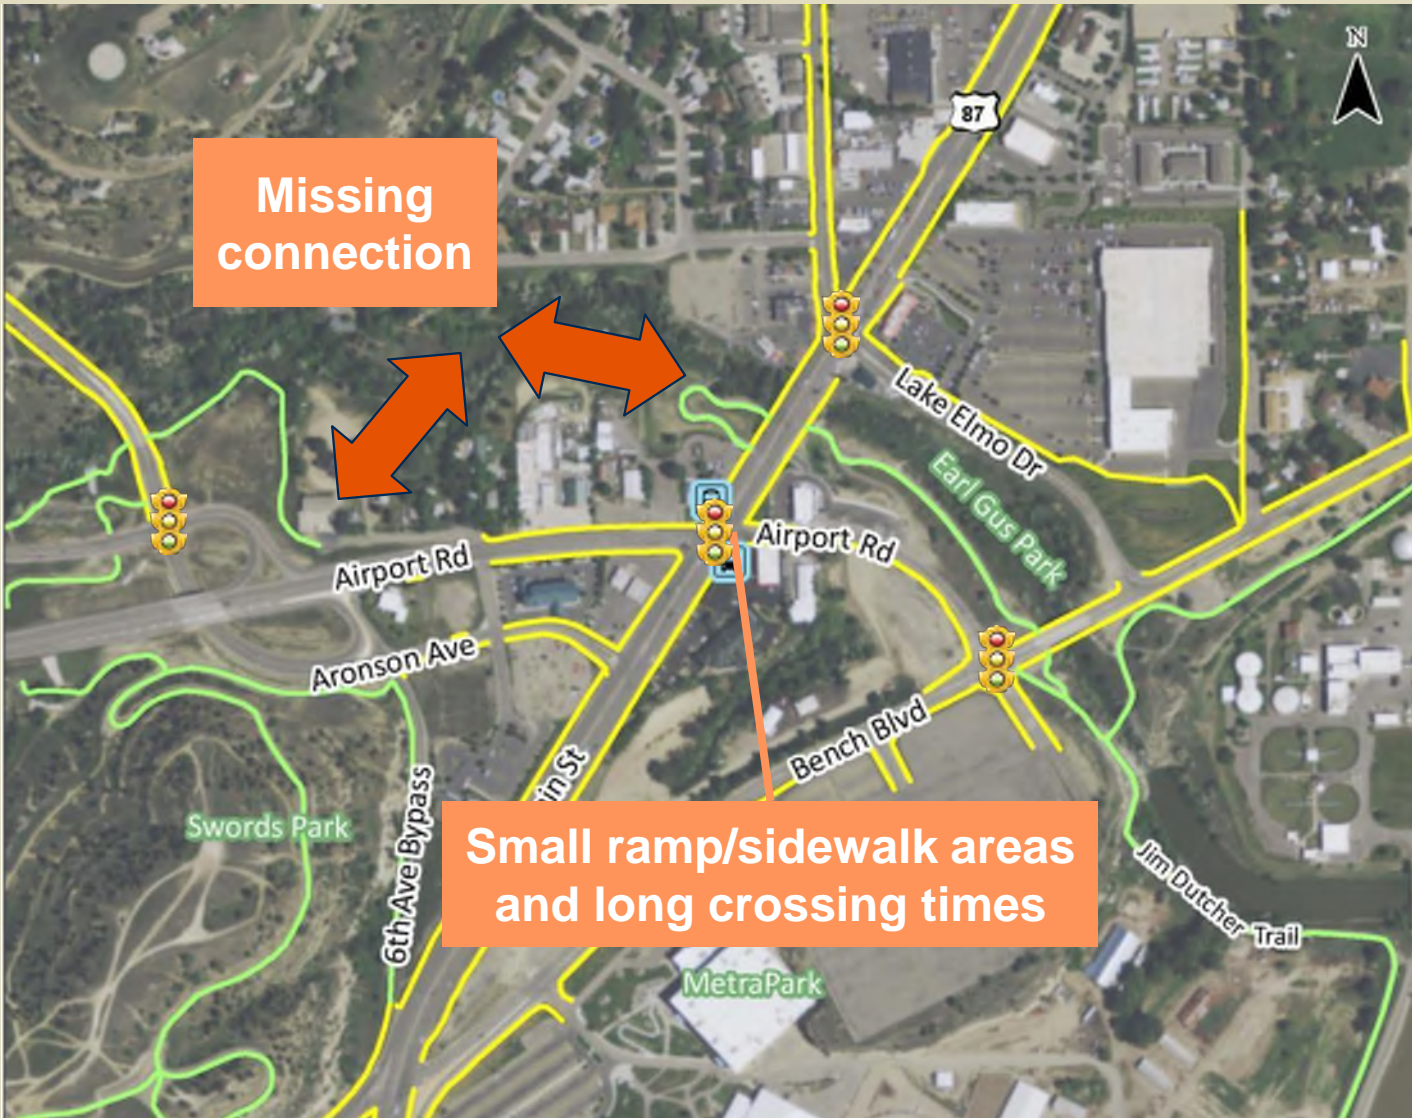 N
87
Missing
connection
Lake Elmo Dr
Earl Gus Park
Airport Rd
Airport Rd
Aronson Ave
Bench Blvd
Swords Park
6th Ave Bypass
Small ramp/sidewalk areas
and long crossing times
Jim Dutcher Trail
MetraPark